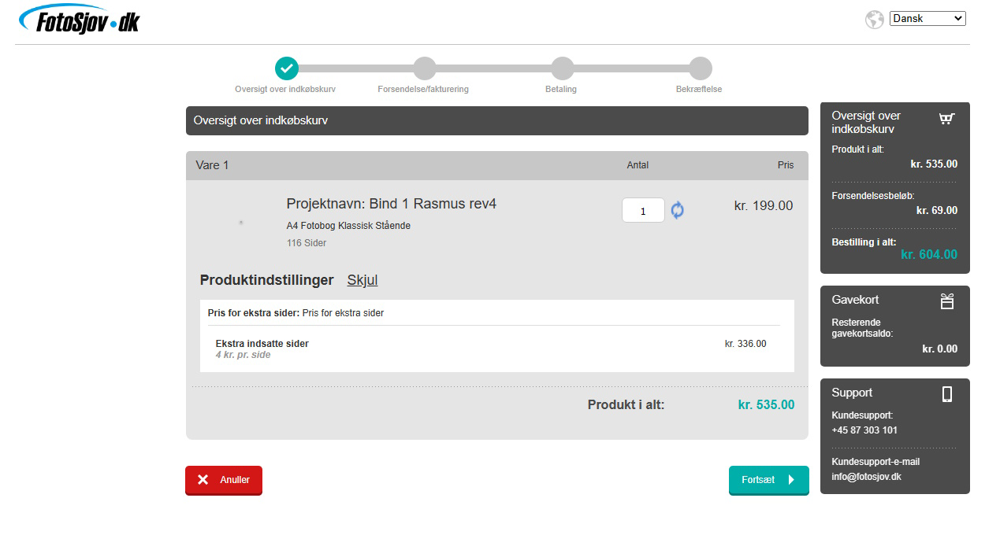 FotoSjov.dk
Dansk
Oversigt over indkøbskurv
Forsendelse/fakturering
Betaling
Bekræftelse
Oversigt over indkøbskurv
Vare 1
Antal
Pris
Projektnavn: Bind 1 Rasmus rev4
1
kr. 199.00
A4 Fotobog Klassisk Stående
116 Sider
Produktindstillinger Skjul
Pris for ekstra sider: Pris for ekstra sider
Ekstra indsatte sider
kr. 336.00
4 kr. pr. side
Produkt i alt:
kr. 535.00
Anuller
Fortsæt
Oversigt over
indkøbskurv
Produkt i alt:
kr. 535.00
Forsendelsesbeløb:
kr. 69.00
Bestilling i alt:
kr. 604.00
Gavekort
Resterende
gavekortsaldo:
kr. 0.00
Support
Kundesupport:
+45 87 303 101
Kundesupport-e-mail
info@fotosjov.dk